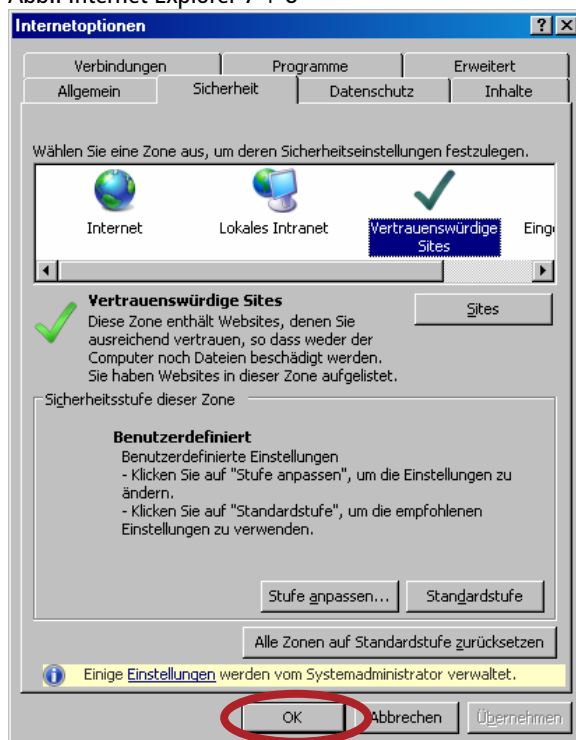 Internetoptionen
Verbindungen Programme Erweitert
Allgemein Sicherheit Datenschutz Inhalte
Wählen Sie eine Zone aus, um deren Sicherheitseinstellungen festzulegen.
Internet Lokales Intranet Vertrauenswürdige
Sites
Vertrauenswürdige Sites
Sites
Diese Zone enthält Websites, denen Sie
ausreichend vertrauen, so dass weder der
Computer noch Dateien beschädigt werden.
Sie haben Websites in dieser Zone aufgelistet.
Sicherheitsstufe dieser Zone
Benutzerdefiniert
Benutzerdefinierte Einstellungen
- Klicken Sie auf "Stufe anpassen", um die Einstellungen zu
ändern.
- Klicken Sie auf "Standardstufe", um die empfohlenen
Einstellungen zu verwenden.
Stufe anpassen... Standardstufe
Alle Zonen auf Standardstufe zurücksetzen
Einige Einstellungen werden vom Systemadministrator verwaltet.
OK Abbrechen Übernehmen